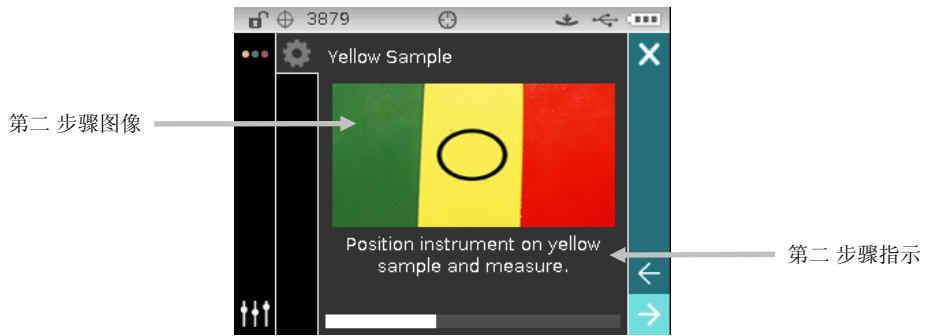 3879
Yellow Sample
第二 步骤图像
Position instrument on yellow
sample and measure.
第二 步骤指示